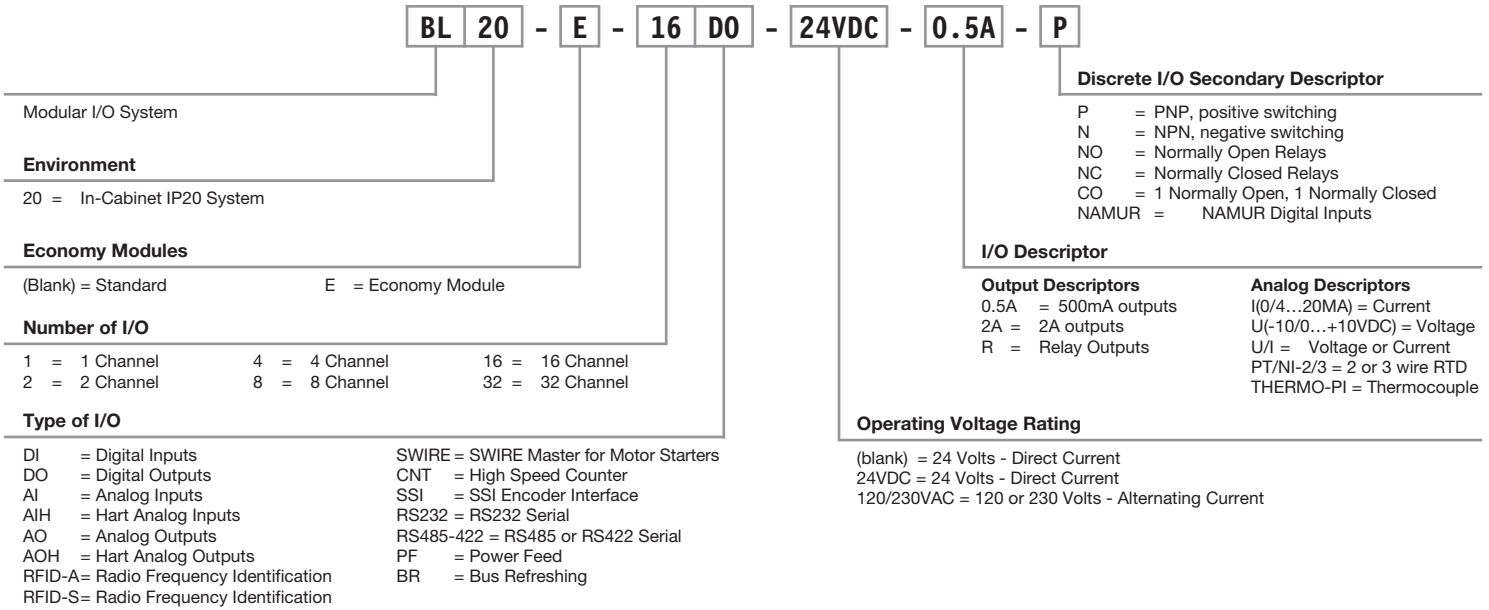 BL 20 - E - 16 DO - 24VDC - 0.5A - P
Modular I/O System
Environment
20 = In-Cabinet IP20 System
Economy Modules
(Blank) = Standard E = Economy Module
Number of I/O
1 = 1 Channel 4 = 4 Channel 16 = 16 Channel
2 = 2 Channel 8 = 8 Channel 32 = 32 Channel
Type of I/O
DI = Digital Inputs
DO = Digital Outputs
AI = Analog Inputs
AIH = Hart Analog Inputs
AO = Analog Outputs
AOH = Hart Analog Outputs
RFID-A= Radio Frequency Identification
RFID-S= Radio Frequency Identification
SWIRE = SWIRE Master for Motor Starters
CNT = High Speed Counter
SSI = SSI Encoder Interface
RS232 = RS232 Serial
RS485-422 = RS485 or RS422 Serial
PF = Power Feed
BR = Bus Refreshing
Discrete I/O Secondary Descriptor
P = PNP, positive switching
N = NPN, negative switching
NO = Normally Open Relays
NC = Normally Closed Relays
CO = 1 Normally Open, 1 Normally Closed
NAMUR = NAMUR Digital Inputs
I/O Descriptor
Output Descriptors
0.5A = 500mA outputs
2A = 2A outputs
R = Relay Outputs
Analog Descriptors
I(0/4…20MA) = Current
U(-10/0…+10VDC) = Voltage
U/I = Voltage or Current
PT/NI-2/3 = 2 or 3 wire RTD
THERMO-PI = Thermocouple
Operating Voltage Rating
(blank) = 24 Volts - Direct Current
24VDC = 24 Volts - Direct Current
120/230VAC = 120 or 230 Volts - Alternating Current